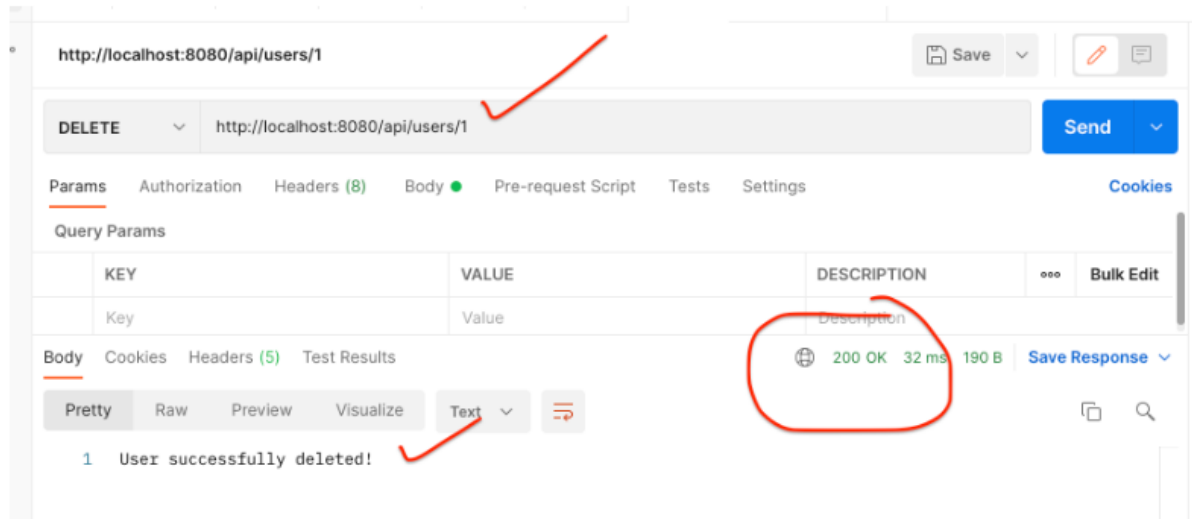 http://localhost:8080/api/users/1 Save
DELETE http://localhost:8080/api/users/1 Send
Params Authorization Headers (8) Body Pre-request Script Tests Settings Cookies
Query Params
KEY VALUE DESCRIPTION ooo Bulk Edit
Key Value Description
Body Cookies Headers (5) Test Results 200 OK 32 ms 190 B Save Response
Pretty Raw Preview Visualize Text
1 User successfully deleted!